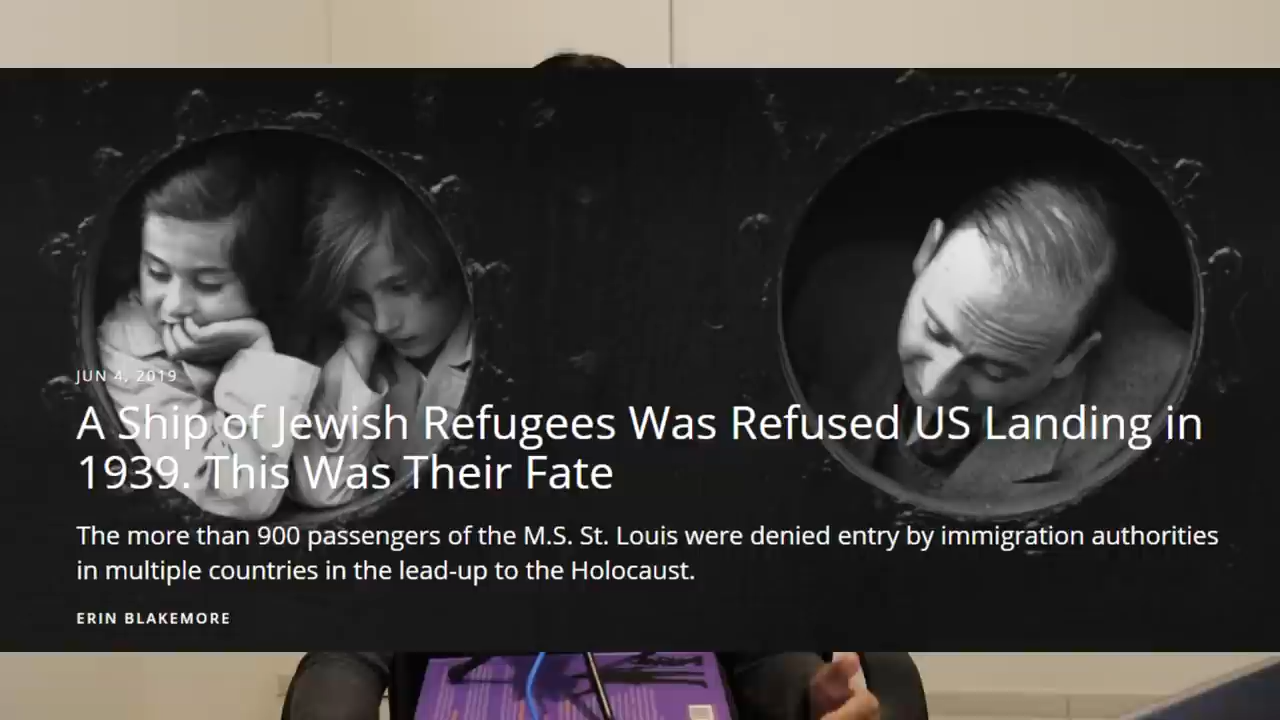 JUN 4, 2019
A Ship of Jewish Refugees Was Refused US Landing in
1939. This Was Their Fate
The more than 900 passengers of the M.S. St. Louis were denied entry by immigration authorities
in multiple countries in the lead-up to the Holocaust.
ERIN BLAKEMORE